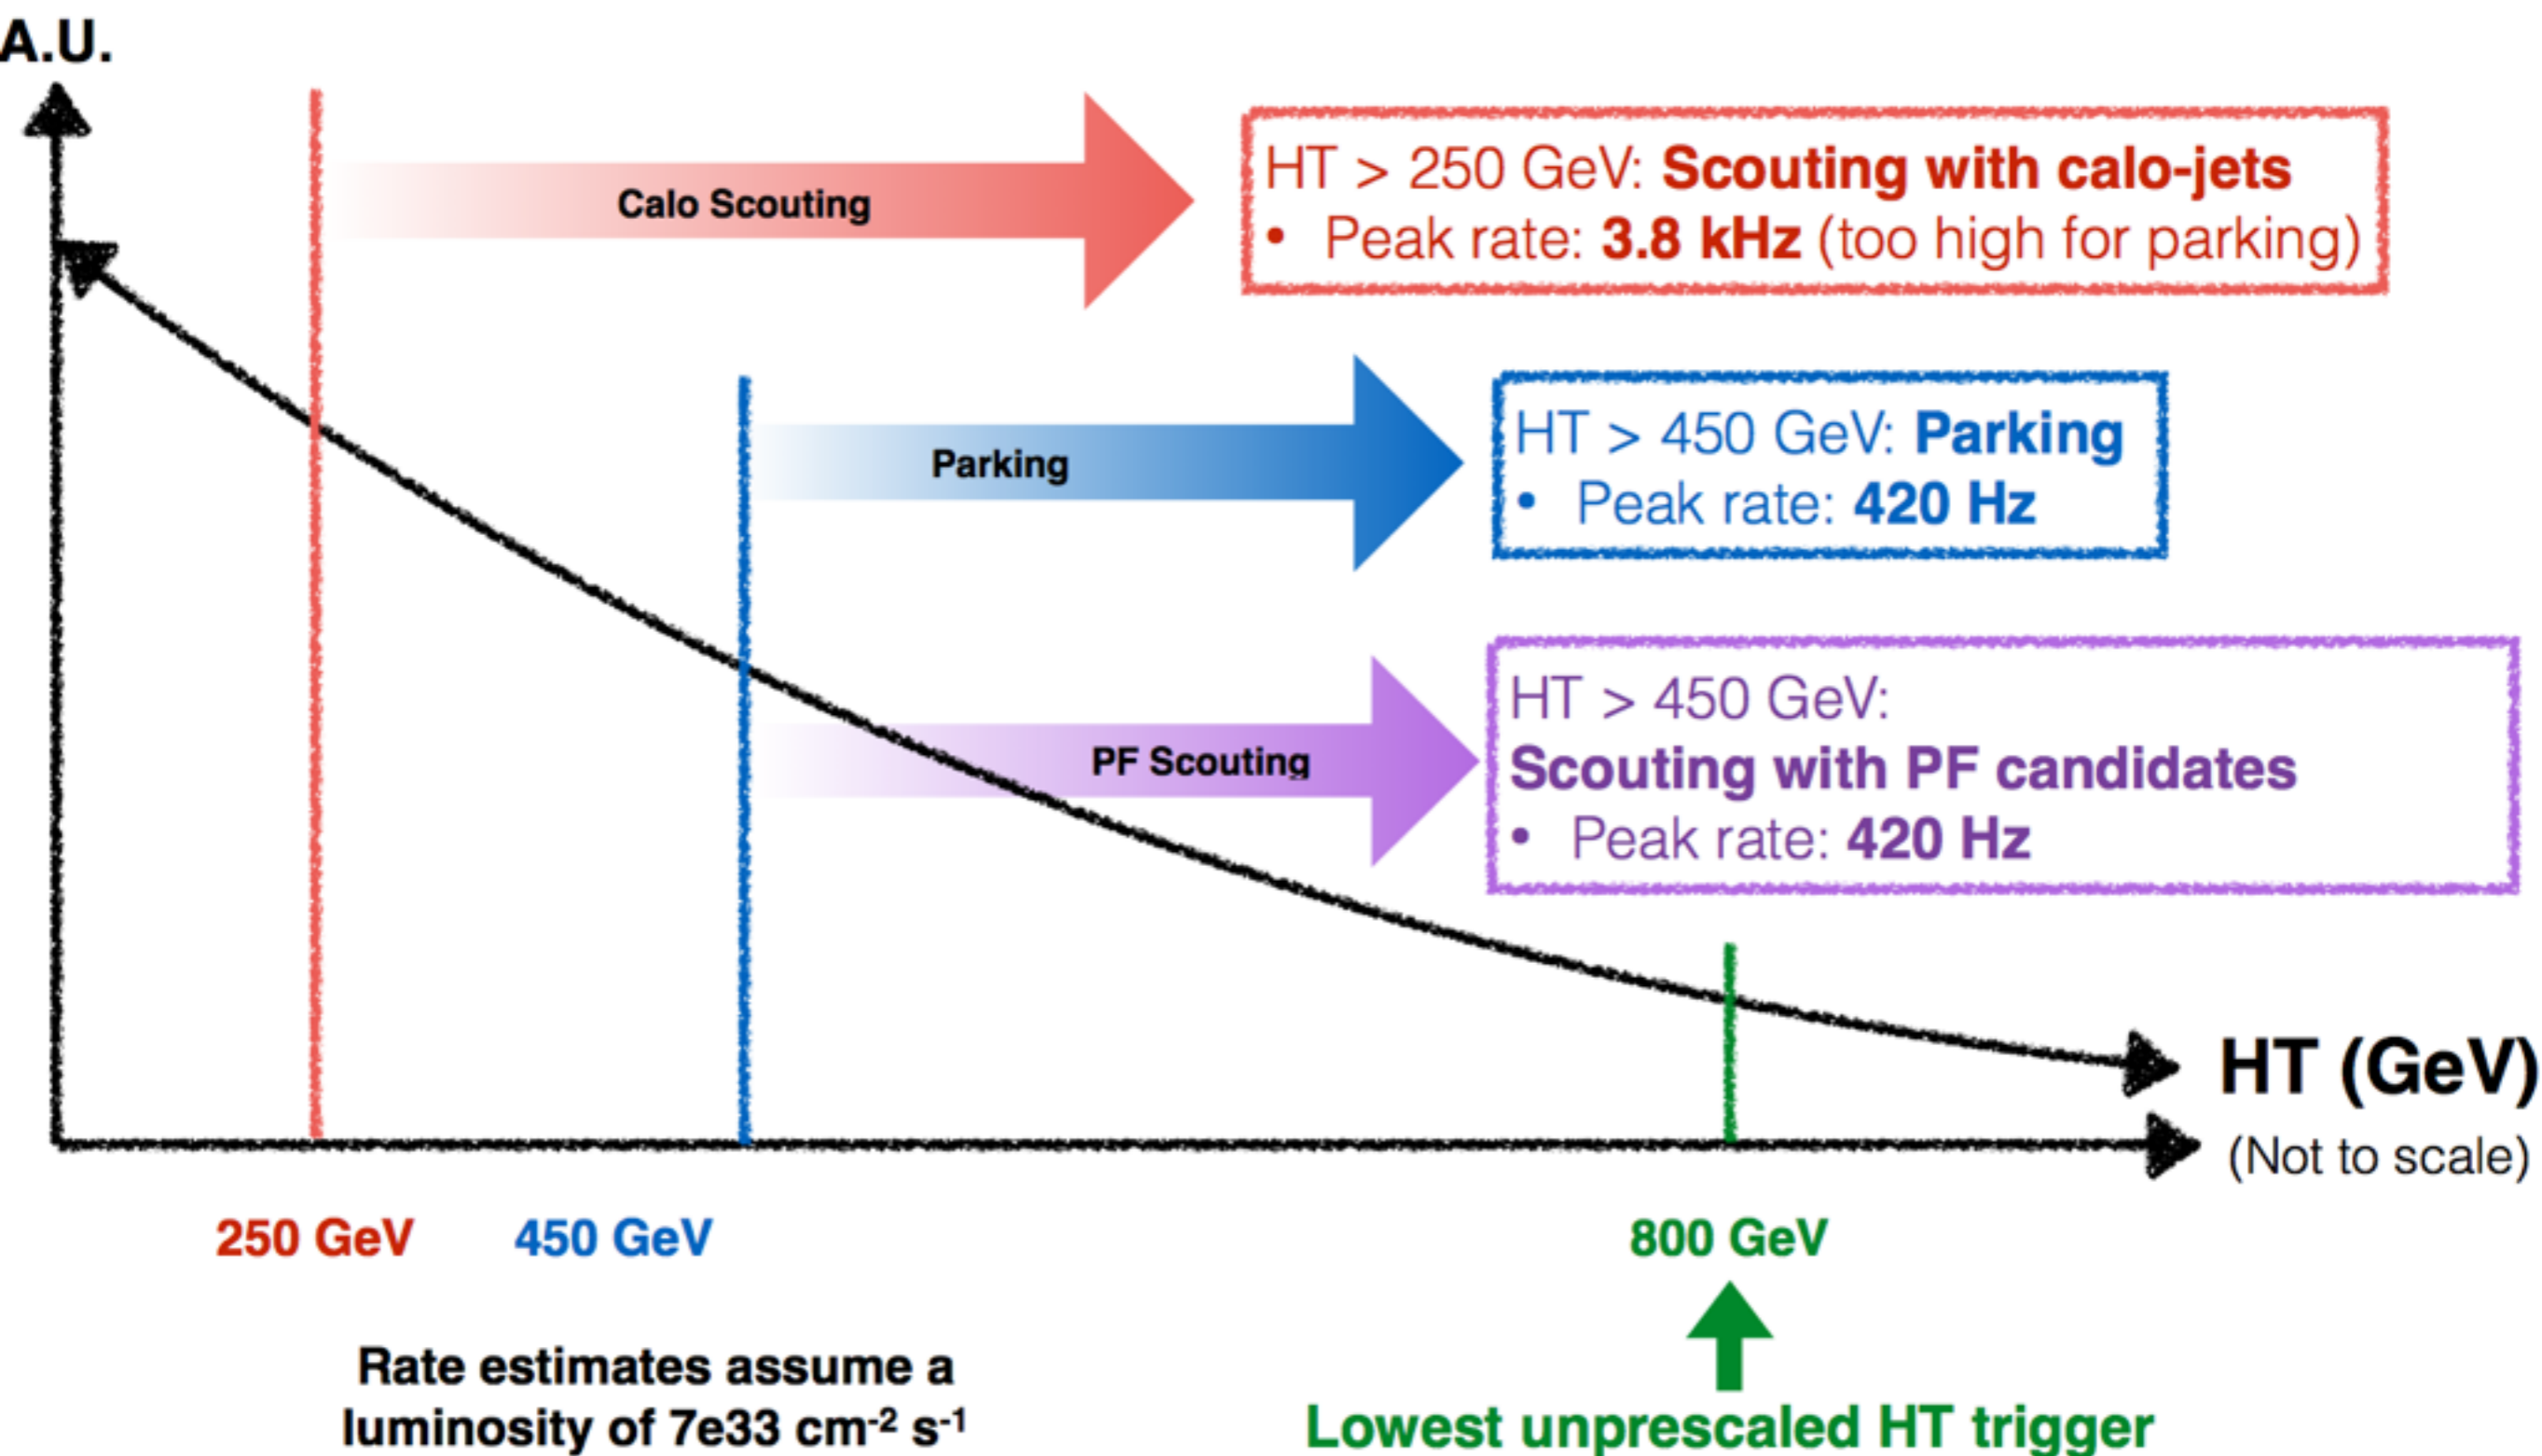 A.U.
Calo Scouting
HT > 250 GeV: Scouting with calo-jets
• Peak rate: 3.8 kHz (too high for parking)
Parking
HT > 450 GeV: Parking
• Peak rate: 420 Hz
PF Scouting
HT > 450 GeV:
Scouting with PF candidates
• Peak rate: 420 Hz
HT (GeV)
(Not to scale)
250 GeV
450 GeV
800 GeV
Rate estimates assume a
luminosity of 7e33 cm⁻² s⁻¹
Lowest unprescaled HT trigger